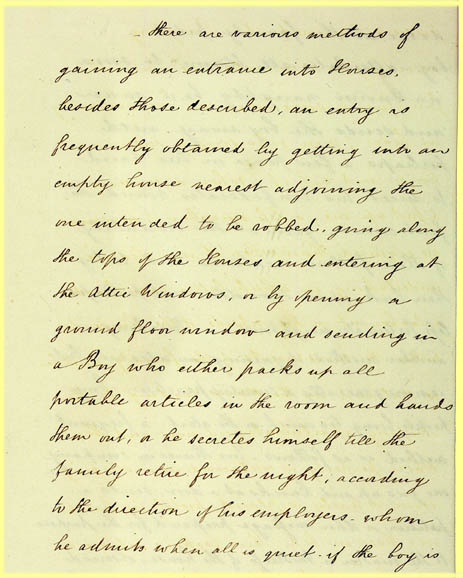 There are various methods of
gaining an entrance into Houses,
besides those described, an entry is
frequently obtained by getting into an
empty house nearest adjoining the
one intended to be robbed, going along
the tops of the Houses and entering at
the Attic Windows, or by opening a
ground floor window and sending in
a Boy who either packs up all
portable articles in the room and hands
them out, or he secretes himself till the
family retire for the night, according
to the direction of his employers - whom
he admits when all is quiet - if the boy is